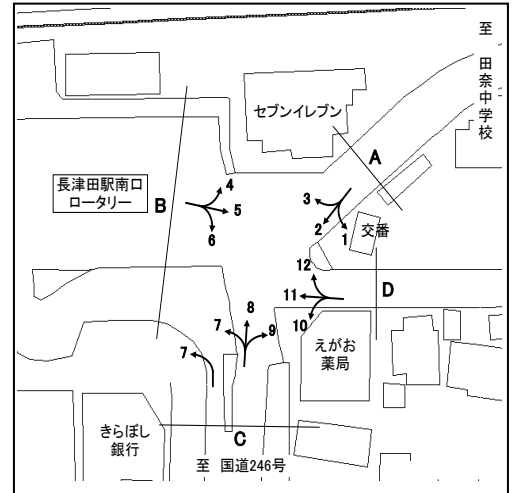 至
田奈中学校
セブンイレブン
A
長津田駅南口
ロータリー
B
4
5
6
3
2
1
交番
12
11
10
D
8
7
9
7
えがお
薬局
きらぼし
銀行
C
至 国道246号